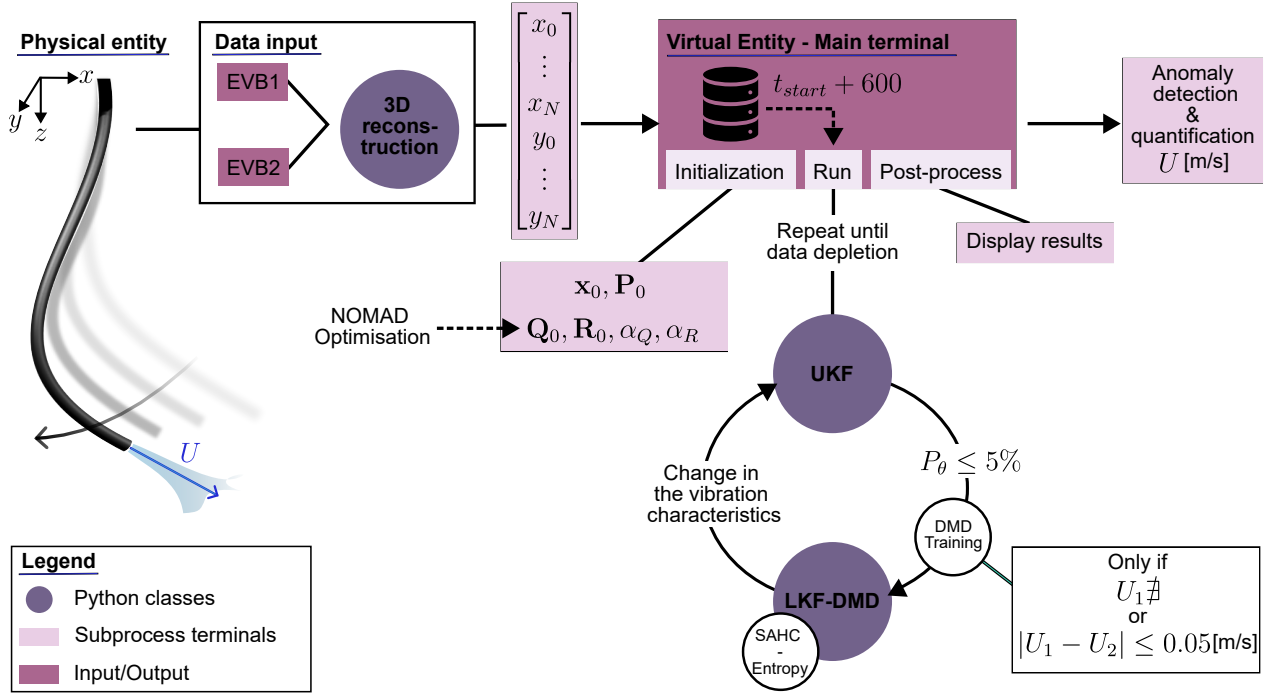 Physical entity
x
y
z
U
Data input
EVB1
EVB2
3D
recons-
truction
x_0
⋮
x_N
y_0
⋮
y_N
Virtual Entity - Main terminal
t_{start} + 600
Initialization
Run
Post-process
Anomaly
detection
&
quantification
U [m/s]
Display results
Repeat until
data depletion
x_0, P_0
Q_0, R_0, α_Q, α_R
NOMAD
Optimisation
UKF
P_θ ≤ 5%
DMD
Training
Only if
U_1 ∄
or
|U_1 − U_2| ≤ 0.05[m/s]
LKF-DMD
SAHC
-
Entropy
Change in
the vibration
characteristics
Legend
Python classes
Subprocess terminals
Input/Output